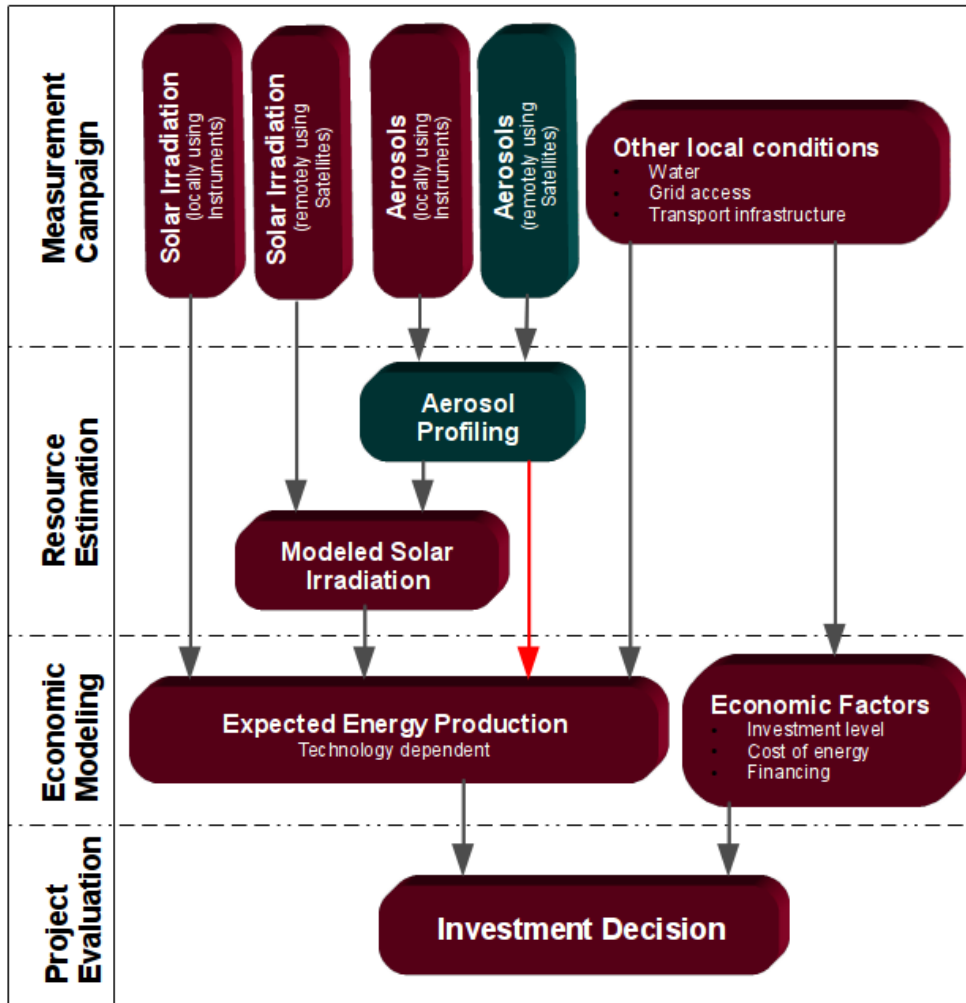 Measurement
Campaign
Solar Irradiation
(locally using
Instruments)
Solar Irradiation
(remotely using
Satellites)
Aerosols
(locally using
Instruments)
Aerosols
(remotely using
Satellites)
Other local conditions
Water
Grid access
Transport infrastructure
Resource
Estimation
Aerosol
Profiling
Modeled Solar
Irradiation
Economic
Modeling
Expected Energy Production
Technology dependent
Economic Factors
Investment level
Cost of energy
Financing
Project
Evaluation
Investment Decision